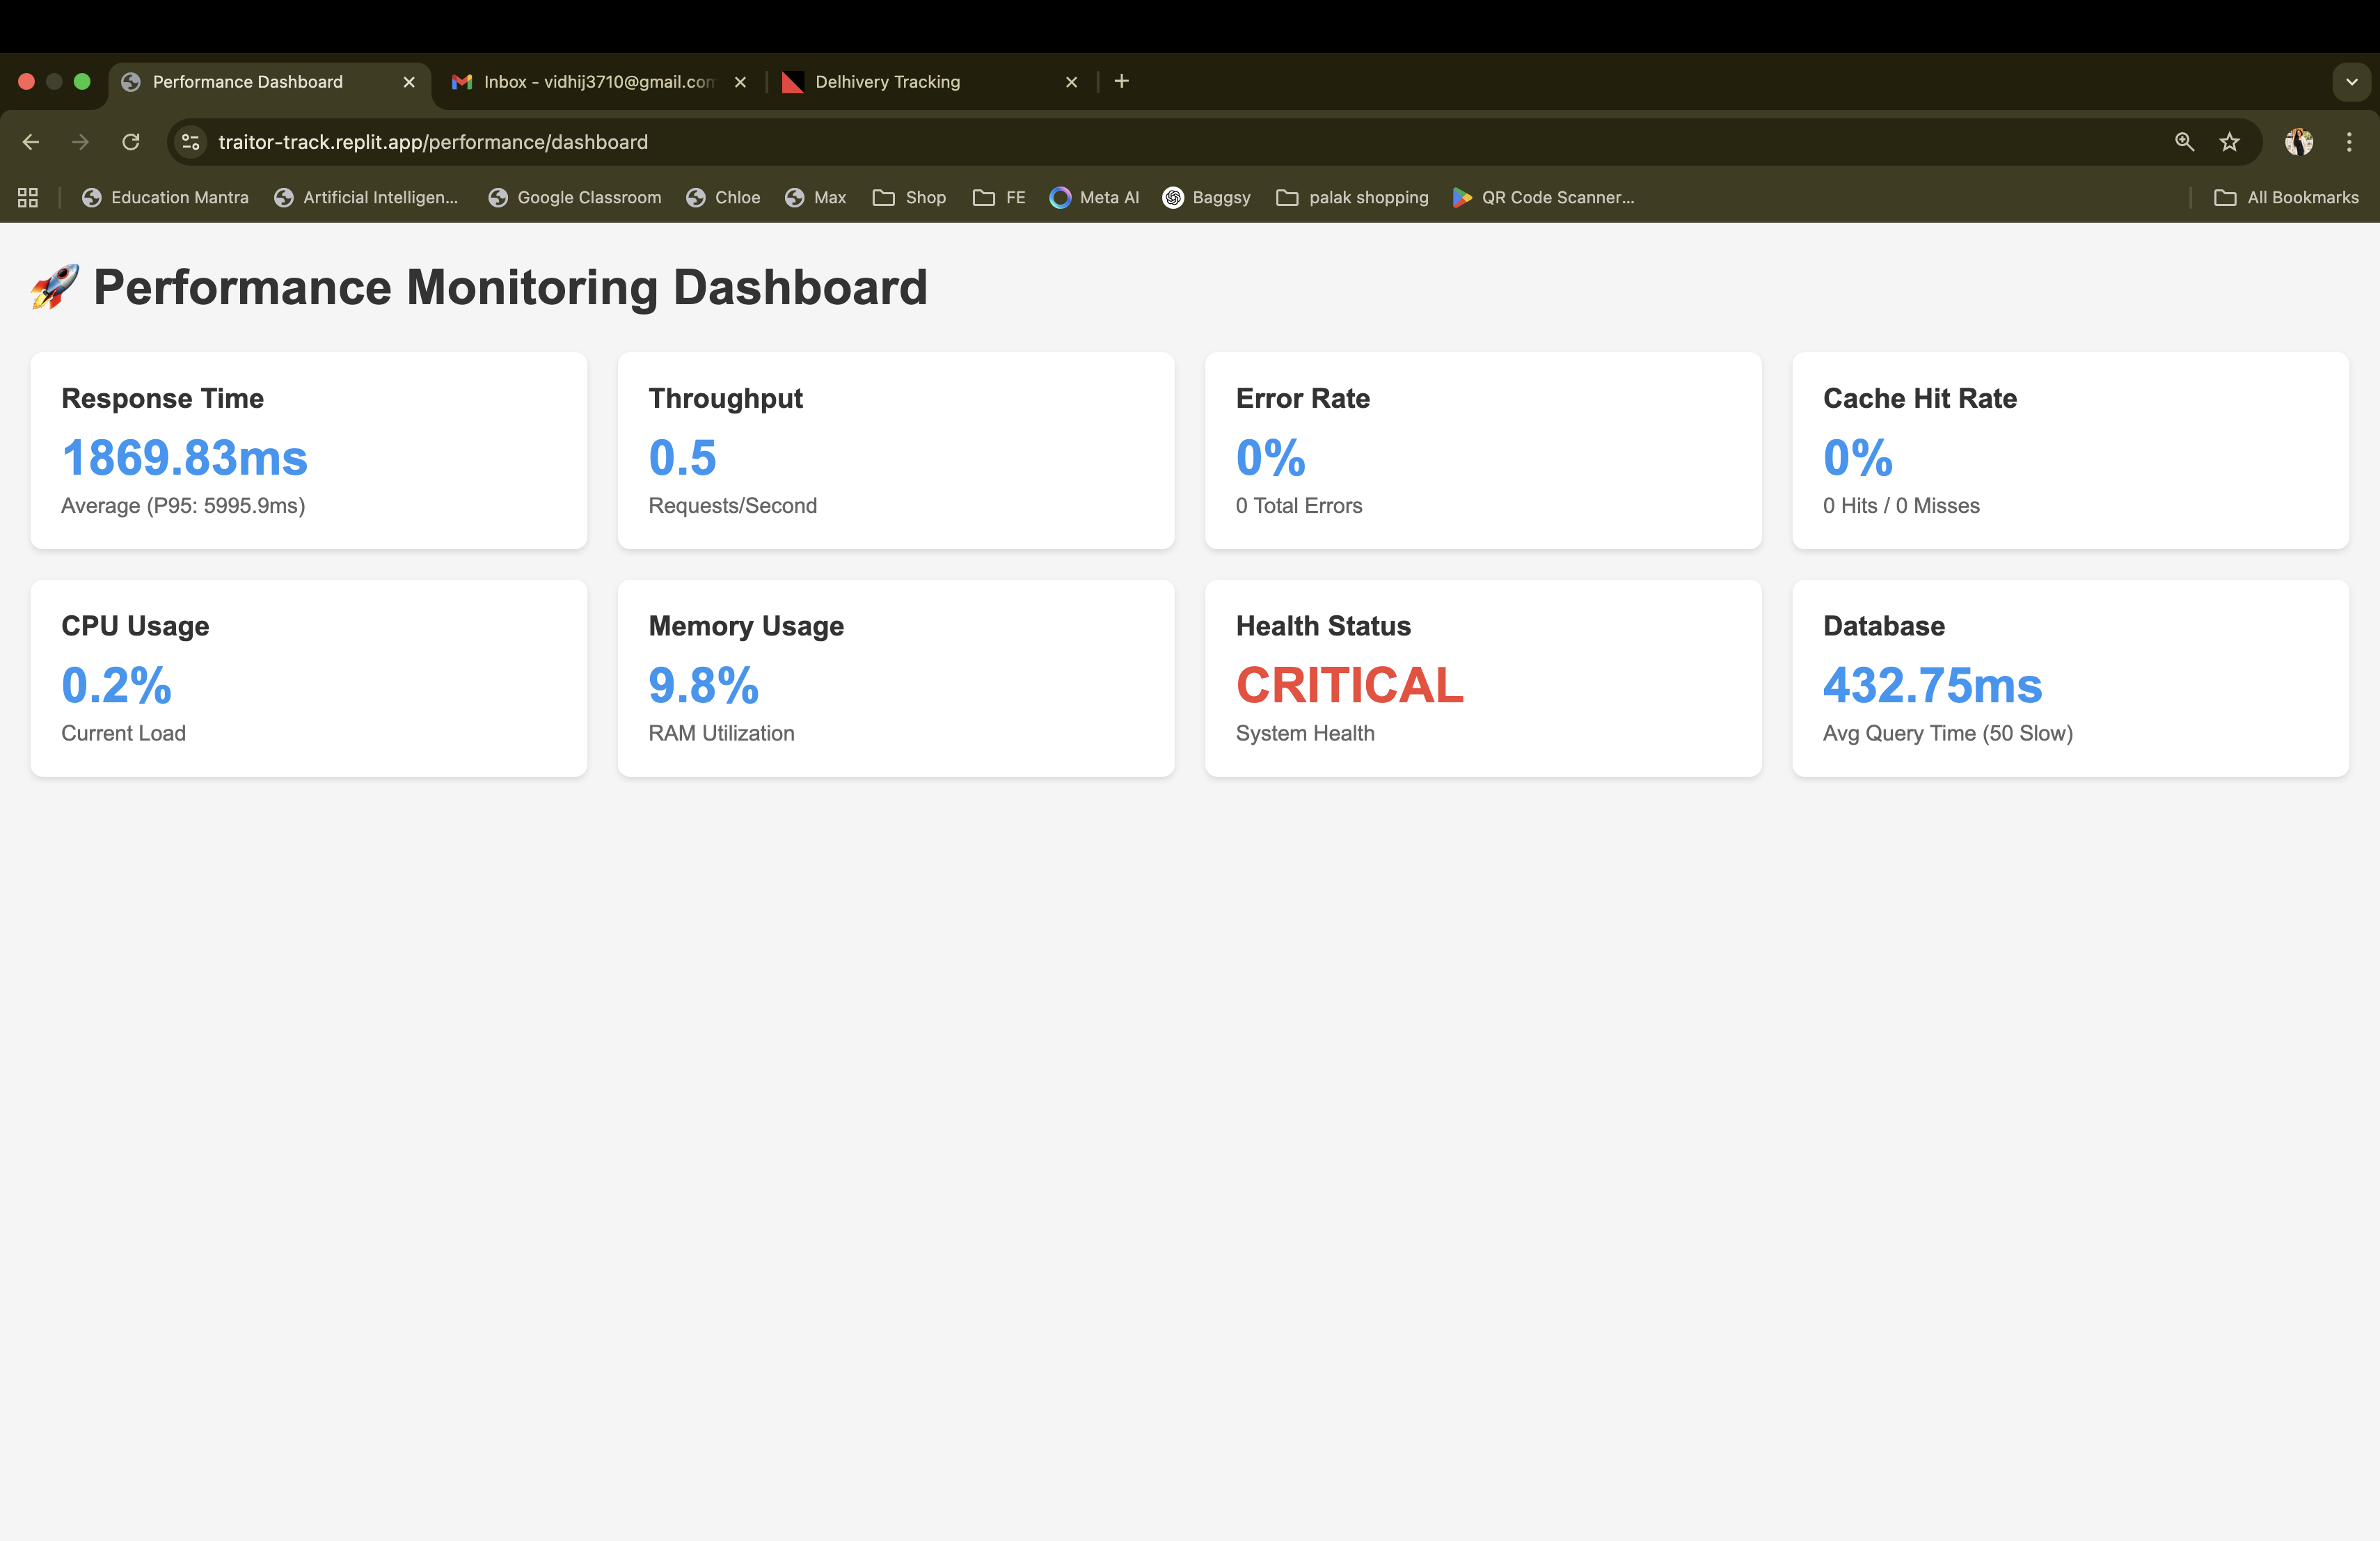 Performance Dashboard
Inbox - vidhij3710@gmail.com
Delhivery Tracking
traitor-track.replit.app/performance/dashboard
Education Mantra
Artificial Intelligen...
Google Classroom
Chloe
Max
Shop
FE
Meta AI
Baggsy
palak shopping
QR Code Scanner...
All Bookmarks
🚀 Performance Monitoring Dashboard
Response Time
1869.83ms
Average (P95: 5995.9ms)
Throughput
0.5
Requests/Second
Error Rate
0%
0 Total Errors
Cache Hit Rate
0%
0 Hits / 0 Misses
CPU Usage
0.2%
Current Load
Memory Usage
9.8%
RAM Utilization
Health Status
CRITICAL
System Health
Database
432.75ms
Avg Query Time (50 Slow)